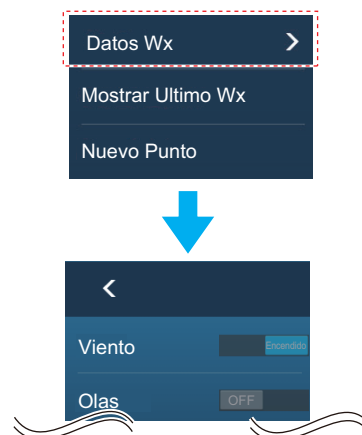 Datos Wx
Mostrar Ultimo Wx
Nuevo Punto
Viento
Encendido
Olas
OFF